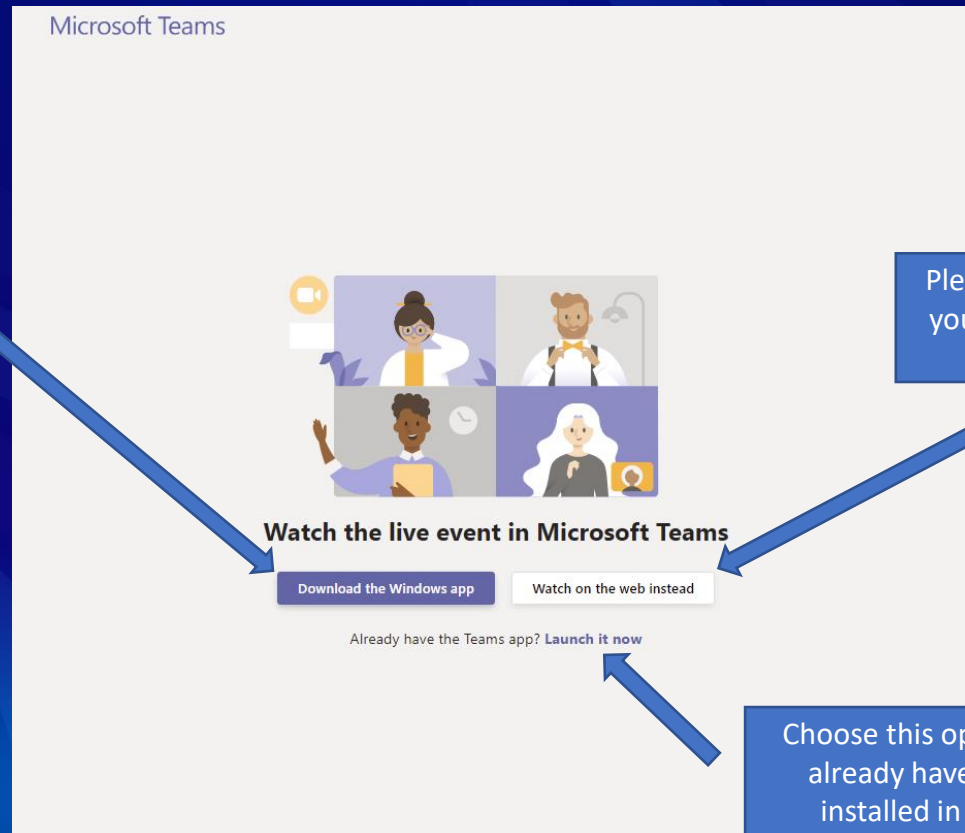 Microsoft Teams
you
Watch the live event in Microsoft Teams
Download the Windows app
Watch on the web instead
Already have the Teams app? Launch it now
Choose this
already have
installed in